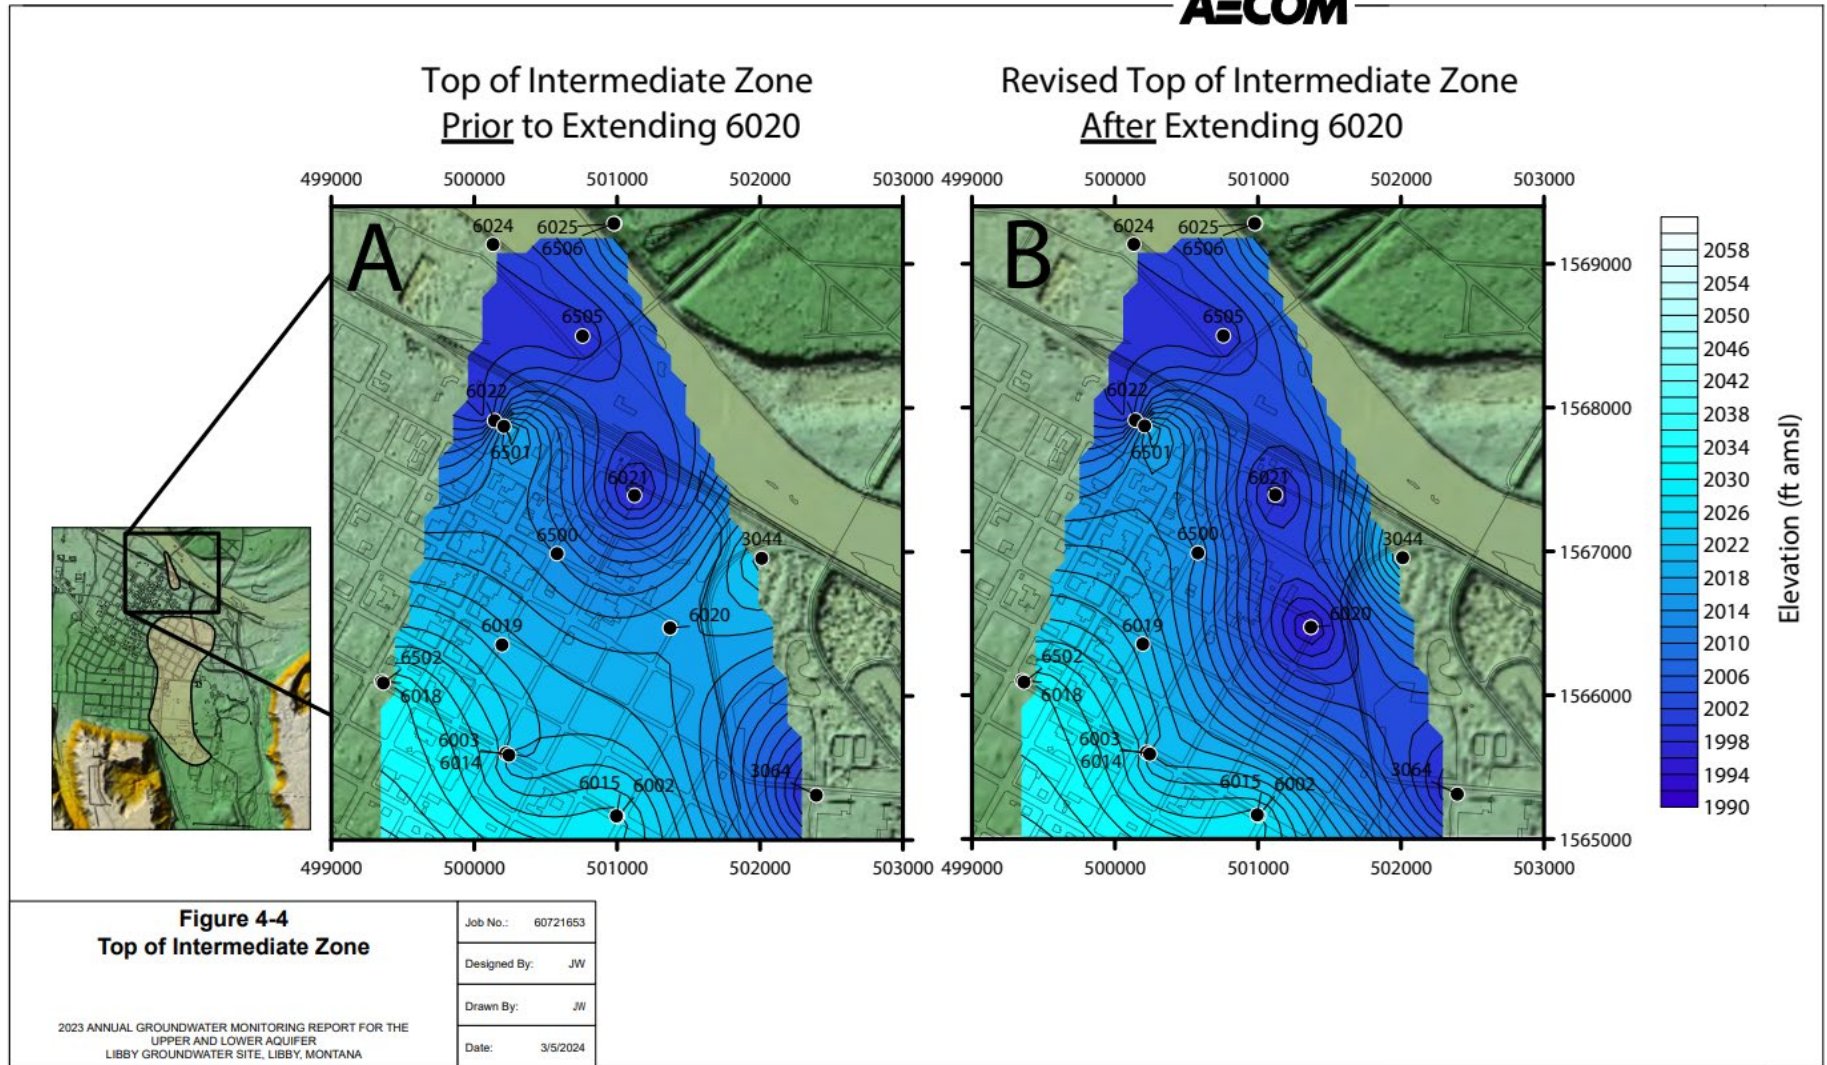 AECOM
Top of Intermediate Zone
Prior to Extending 6020
Revised Top of Intermediate Zone
After Extending 6020
499000 500000 501000 502000 503000
499000 500000 501000 502000 503000
A
6024
6025
6506
6505
6022
6501
6021
6500
3044
6020
6019
6502
6018
6003
6014
6015
6002
3064
499000 500000 501000 502000 503000
B
6024
6025
6506
6505
6022
6501
6021
6500
3044
6020
6019
6502
6018
6003
6014
6015
6002
3064
499000 500000 501000 502000 503000
1569000
1568000
1567000
1566000
1565000
2058
2054
2050
2046
2042
2038
2034
2030
2026
2022
2018
2014
2010
2006
2002
1998
1994
1990
Elevation (ft amsl)
Figure 4-4
Top of Intermediate Zone
2023 ANNUAL GROUNDWATER MONITORING REPORT FOR THE
UPPER AND LOWER AQUIFER
LIBBY GROUNDWATER SITE, LIBBY, MONTANA
Job No.: 60721653
Designed By: JW
Drawn By: JW
Date: 3/5/2024